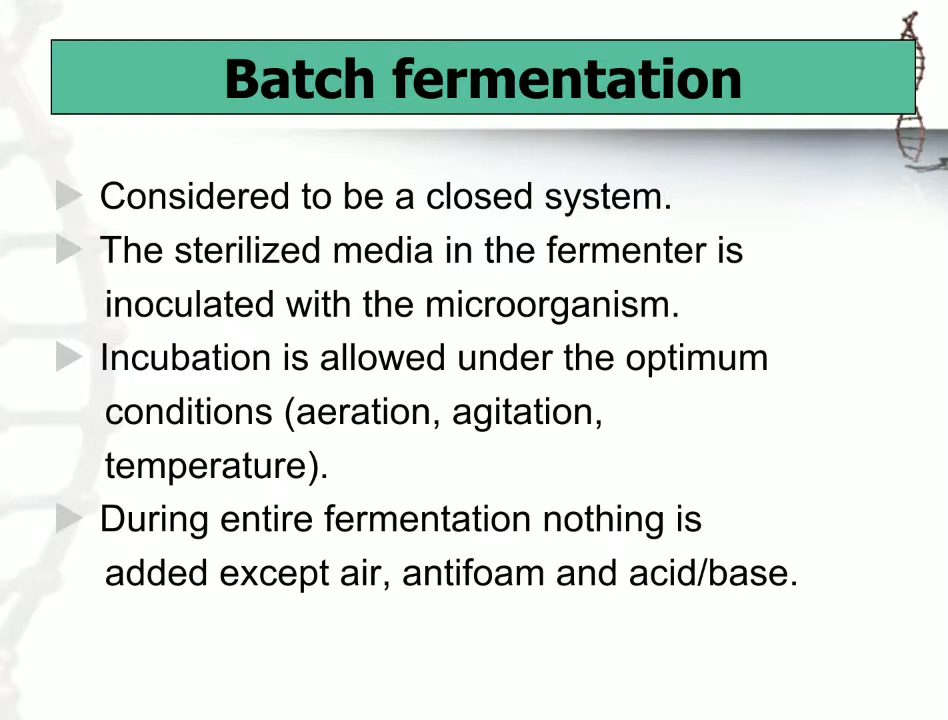 Batch fermentation
Considered to be a closed system.
The sterilized media in the fermenter is
inoculated with the microorganism.
Incubation is allowed under the optimum
conditions (aeration, agitation,
temperature).
During entire fermentation nothing is
added except air, antifoam and acid/base.